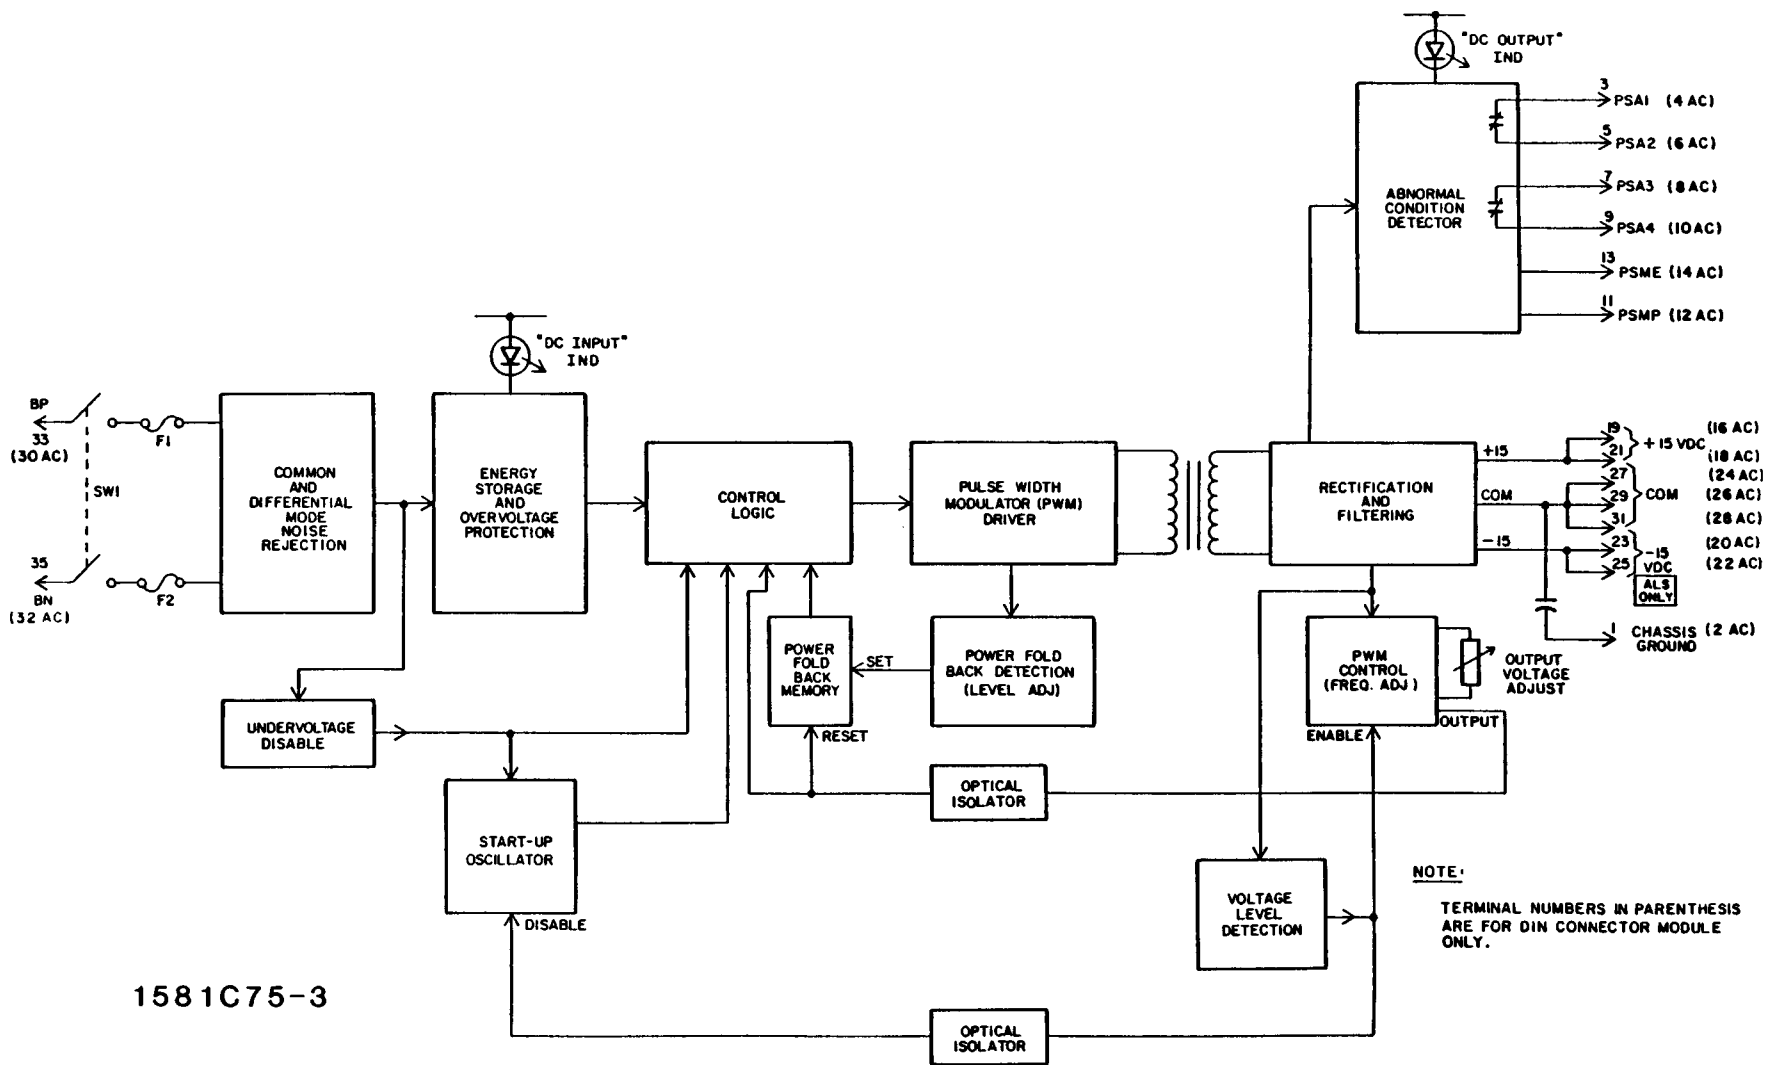 "DC OUTPUT"
IND
3
PSA1 (4 AC)
5
PSA2 (6 AC)
7
PSA3 (8 AC)
9
PSA4 (10 AC)
13
PSME (14 AC)
11
PSMP (12 AC)
ABNORMAL
CONDITION
DETECTOR
"DC INPUT"
IND
BP
33
(30 AC)
F1
SW1
35
BN
(32 AC)
F2
COMMON
AND
DIFFERENTIAL
MODE
NOISE
REJECTION
ENERGY
STORAGE
AND
OVERVOLTAGE
PROTECTION
CONTROL
LOGIC
PULSE WIDTH
MODULATOR (PWM)
DRIVER
RECTIFICATION
AND
FILTERING
+15
COM
-15
19 (16 AC)
+15 VDC
21 (18 AC)
27 (24 AC)
29 COM (26 AC)
31 (28 AC)
23 (20 AC)
-15
VDC
25 (22 AC)
ALS
ONLY
1 CHASSIS (2 AC)
GROUND
UNDERVOLTAGE
DISABLE
POWER
FOLD
BACK
MEMORY
SET
RESET
POWER FOLD
BACK DETECTION
(LEVEL ADJ)
PWM
CONTROL
(FREQ. ADJ)
OUTPUT
VOLTAGE
ADJUST
OUTPUT
ENABLE
OPTICAL
ISOLATOR
START-UP
OSCILLATOR
DISABLE
VOLTAGE
LEVEL
DETECTION
NOTE:
TERMINAL NUMBERS IN PARENTHESIS
ARE FOR DIN CONNECTOR MODULE
ONLY.
1581C75-3
OPTICAL
ISOLATOR